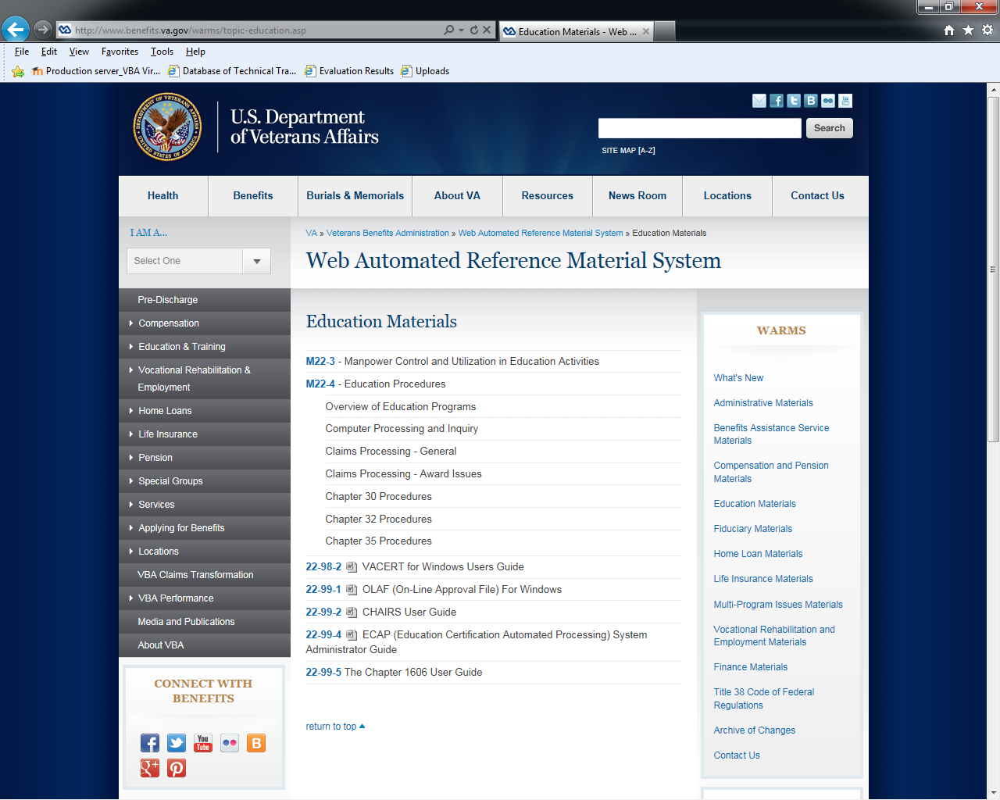 http://www.benefits.va.gov/warms/topic-education.asp
Education Materials - Web ...
File Edit View Favorites Tools Help
Production server_VBA Vir... Database of Technical Tra... Evaluation Results Uploads
U.S. Department
of Veterans Affairs
Search
SITE MAP [A-Z]
Health Benefits Burials & Memorials About VA Resources News Room Locations Contact Us
I AM A...
Select One
VA » Veterans Benefits Administration » Web Automated Reference Material System » Education Materials
Web Automated Reference Material System
Pre-Discharge
Compensation
Education & Training
Vocational Rehabilitation &
Employment
Home Loans
Life Insurance
Pension
Special Groups
Services
Applying for Benefits
Locations
VBA Claims Transformation
VBA Performance
Media and Publications
About VBA
CONNECT WITH
BENEFITS
You
Tube
B
g+
Education Materials
M22-3 - Manpower Control and Utilization in Education Activities
M22-4 - Education Procedures
Overview of Education Programs
Computer Processing and Inquiry
Claims Processing - General
Claims Processing - Award Issues
Chapter 30 Procedures
Chapter 32 Procedures
Chapter 35 Procedures
22-98-2 VACERT for Windows Users Guide
22-99-1 OLAF (On-Line Approval File) For Windows
22-99-2 CHAIRS User Guide
22-99-4 ECAP (Education Certification Automated Processing) System
Administrator Guide
22-99-5 The Chapter 1606 User Guide
return to top
WARMS
What's New
Administrative Materials
Benefits Assistance Service
Materials
Compensation and Pension
Materials
Education Materials
Fiduciary Materials
Home Loan Materials
Life Insurance Materials
Multi-Program Issues Materials
Vocational Rehabilitation and
Employment Materials
Finance Materials
Title 38 Code of Federal
Regulations
Archive of Changes
Contact Us